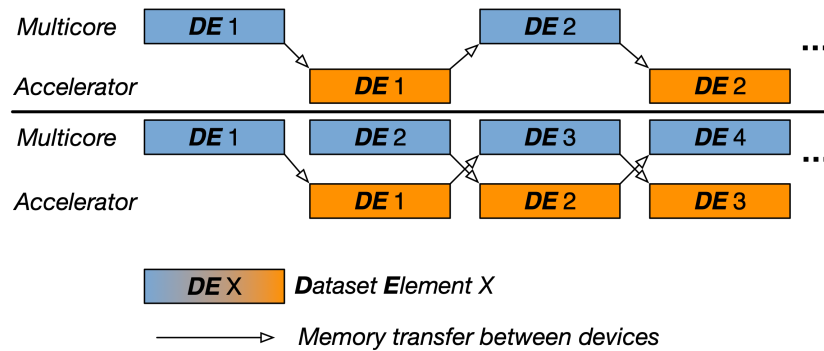 Multicore DE 1 DE 2 ...
Accelerator DE 1 DE 2
Multicore DE 1 DE 2 DE 3 DE 4 ...
Accelerator DE 1 DE 2 DE 3
DE X Dataset Element X
Memory transfer between devices